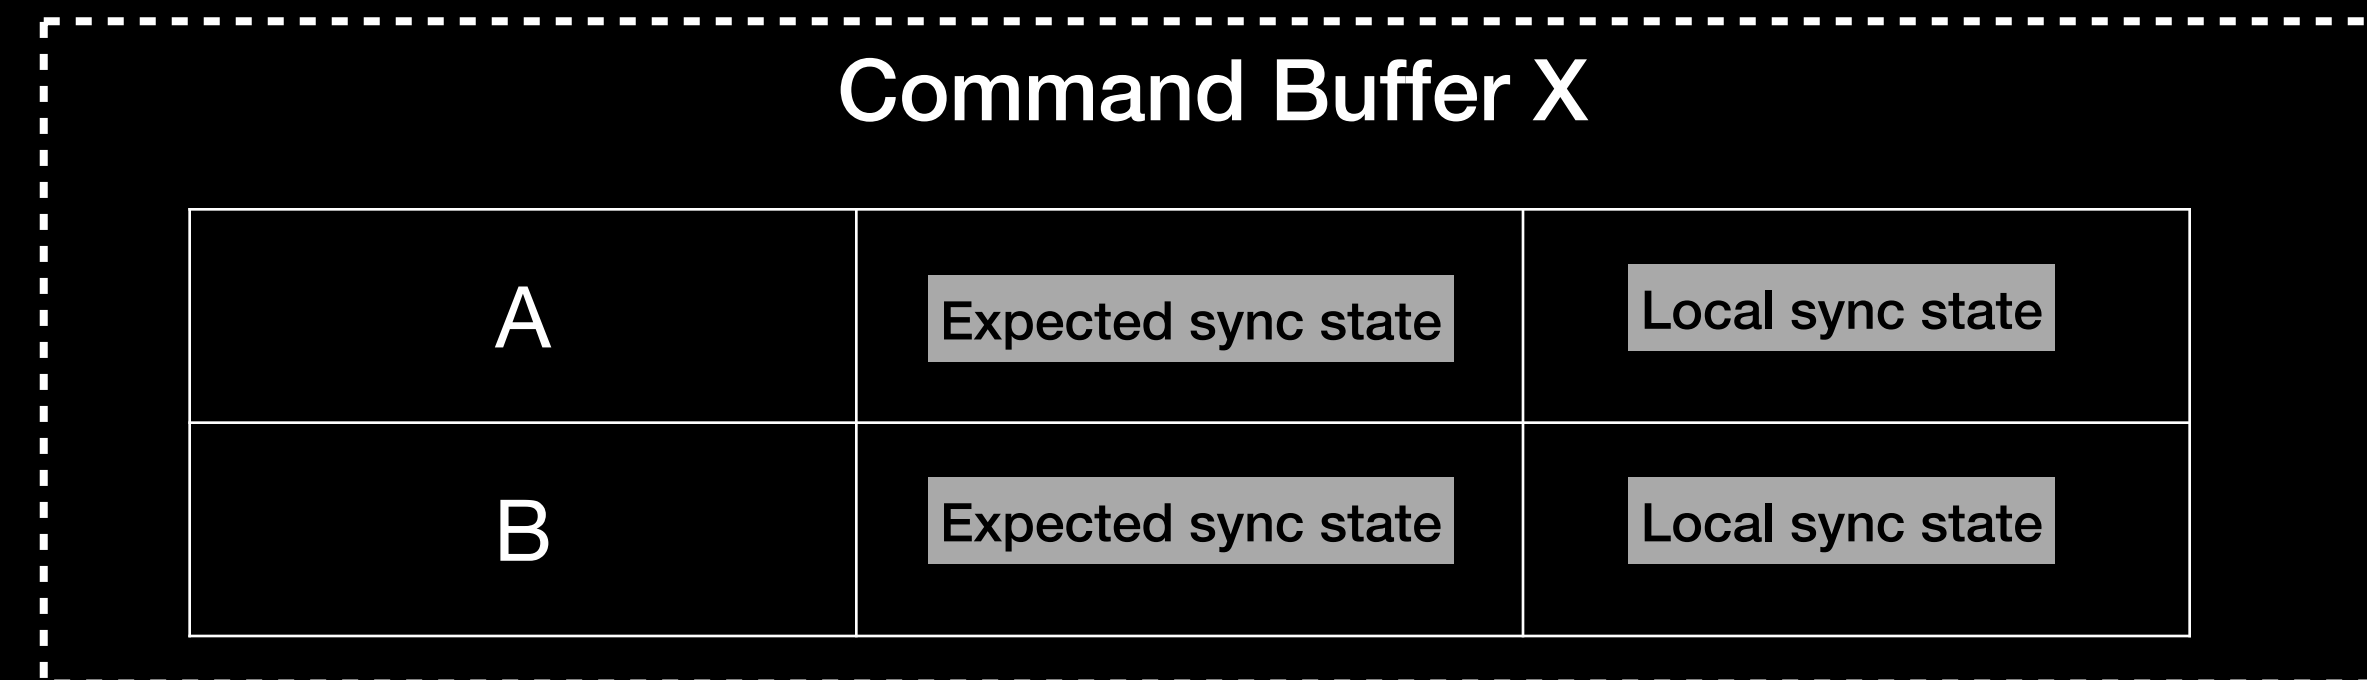 Command Buffer X
A
Expected sync state
Local sync state
B
Expected sync state
Local sync state